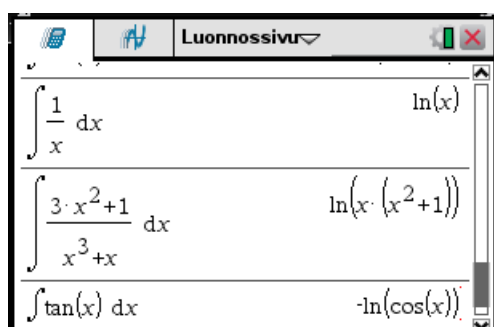 Luonnossivu
∫ 1/x dx    ln(x)
∫ (3·x²+1)/(x³+x) dx    ln(x·(x²+1))
∫tan(x) dx    -ln(cos(x))